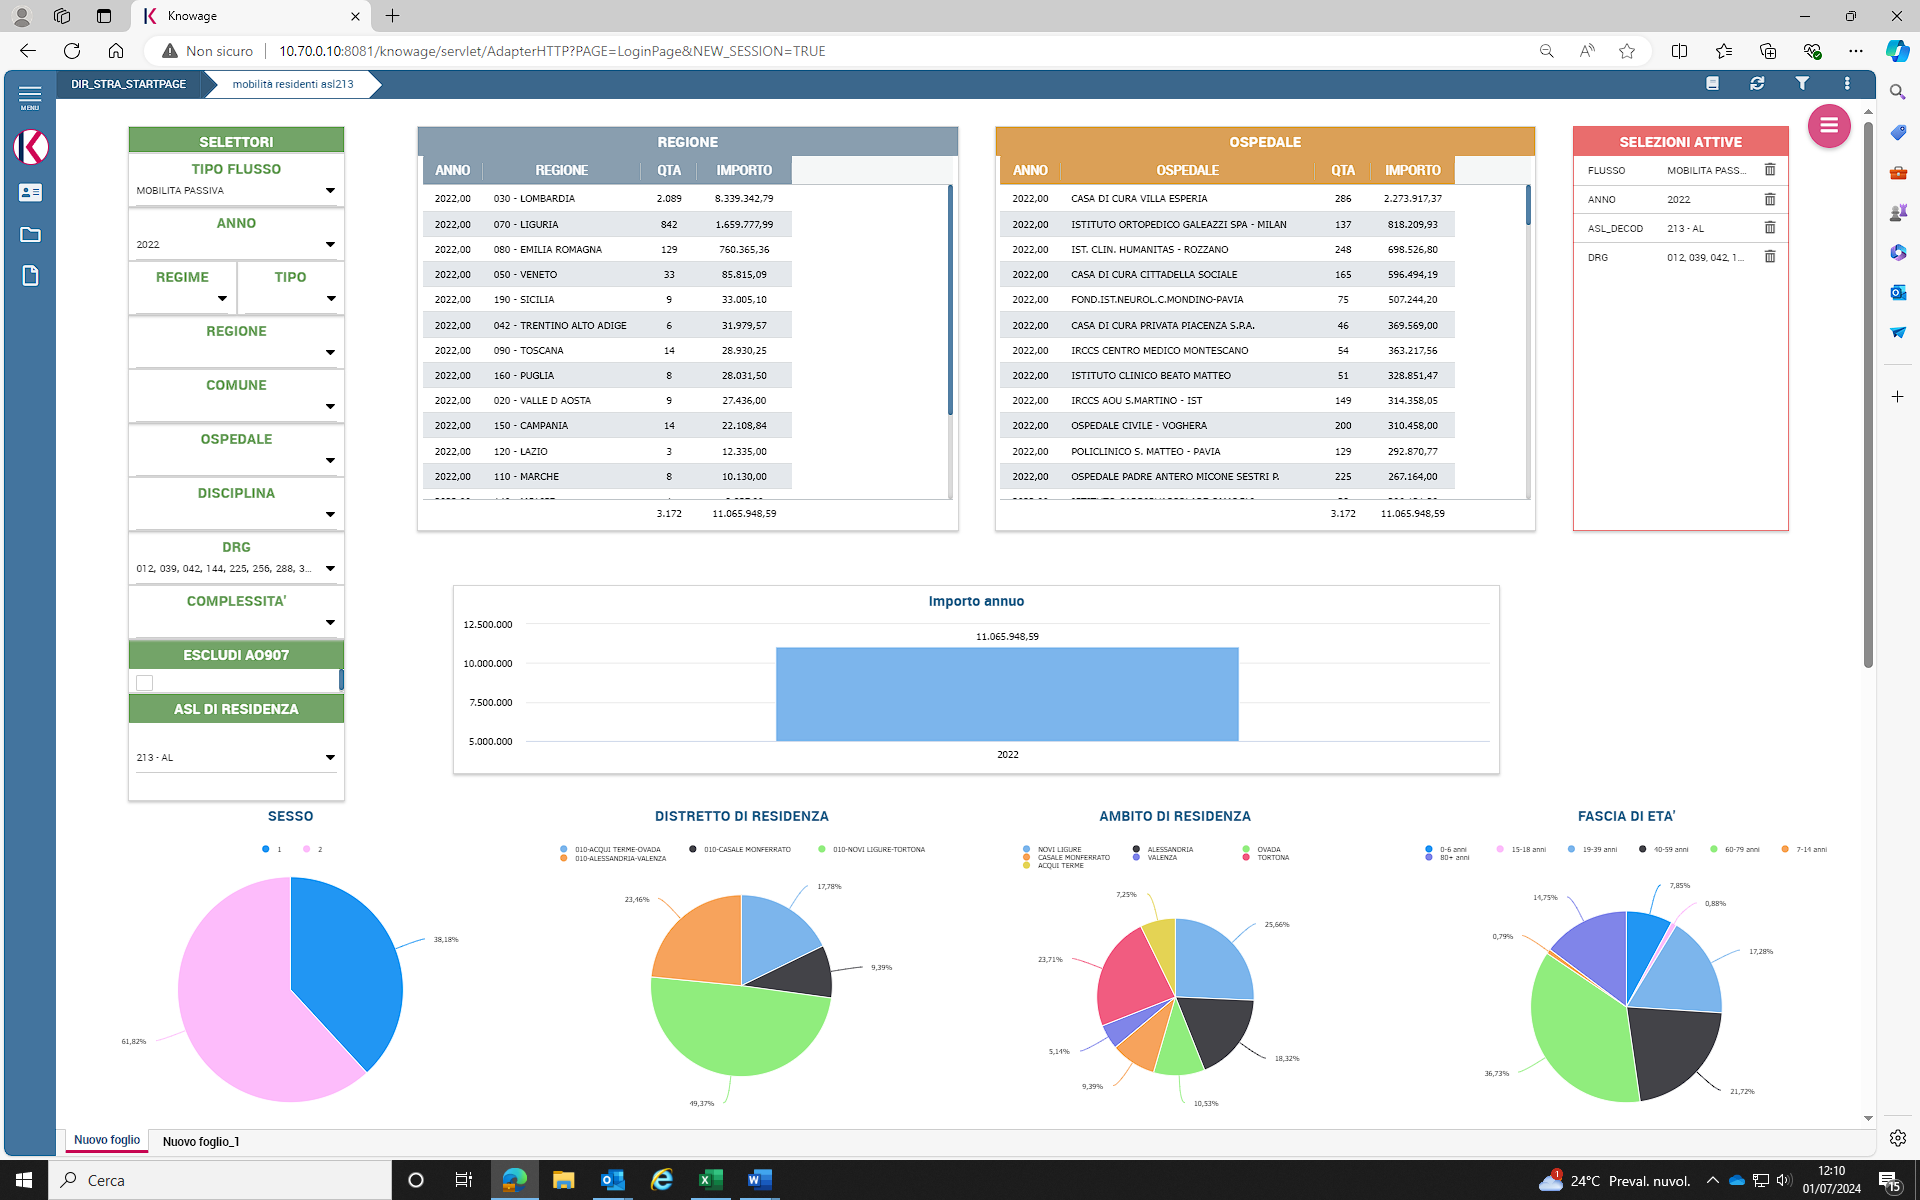 Knowage
Non sicuro
10.70.0.10:8081/knowage/servlet/AdapterHTTP?PAGE=LoginPage&NEW_SESSION=TRUE
MENU
DIR_STRA_STARTPAGE
mobilità residenti asl213
SELETTORI
TIPO FLUSSO
MOBILITA PASSIVA
ANNO
2022
REGIME
TIPO
REGIONE
COMUNE
OSPEDALE
DISCIPLINA
DRG
012, 039, 042, 144, 225, 256, 288, 3...
COMPLESSITA'
ESCLUDI AO907
ASL DI RESIDENZA
213 - AL
REGIONE
ANNO REGIONE QTA IMPORTO
2022,00 030 - LOMBARDIA 2.089 8.339.342,79
2022,00 070 - LIGURIA 842 1.659.777,99
2022,00 080 - EMILIA ROMAGNA 129 760.365,36
2022,00 050 - VENETO 33 85.815,09
2022,00 190 - SICILIA 9 33.005,10
2022,00 042 - TRENTINO ALTO ADIGE 6 31.979,57
2022,00 090 - TOSCANA 14 28.930,25
2022,00 160 - PUGLIA 8 28.031,50
2022,00 020 - VALLE D AOSTA 9 27.436,00
2022,00 150 - CAMPANIA 14 22.108,84
2022,00 120 - LAZIO 3 12.335,00
2022,00 110 - MARCHE 8 10.130,00
3.172 11.065.948,59
OSPEDALE
ANNO OSPEDALE QTA IMPORTO
2022,00 CASA DI CURA VILLA ESPERIA 286 2.273.917,37
2022,00 ISTITUTO ORTOPEDICO GALEAZZI SPA - MILAN 137 818.209,93
2022,00 IST. CLIN. HUMANITAS - ROZZANO 248 698.526,80
2022,00 CASA DI CURA CITTADELLA SOCIALE 165 596.494,19
2022,00 FOND.IST.NEUROL.C.MONDINO-PAVIA 75 507.244,20
2022,00 CASA DI CURA PRIVATA PIACENZA S.P.A. 46 369.569,00
2022,00 IRCCS CENTRO MEDICO MONTESCANO 54 363.217,56
2022,00 ISTITUTO CLINICO BEATO MATTEO 51 328.851,47
2022,00 IRCCS AOU S.MARTINO - IST 149 314.358,05
2022,00 OSPEDALE CIVILE - VOGHERA 200 310.458,00
2022,00 POLICLINICO S. MATTEO - PAVIA 129 292.870,77
2022,00 OSPEDALE PADRE ANTERO MICONE SESTRI P. 225 267.164,00
3.172 11.065.948,59
SELEZIONI ATTIVE
FLUSSO MOBILITA PASS...
ANNO 2022
ASL_DECOD 213 - AL
DRG 012, 039, 042, 1...
Importo annuo
12.500.000
10.000.000
7.500.000
5.000.000
11.065.948,59
2022
SESSO
1 2
38,18%
61,82%
DISTRETTO DI RESIDENZA
010-ACQUI TERME-OVADA 010-CASALE MONFERRATO 010-NOVI LIGURE-TORTONA
010-ALESSANDRIA-VALENZA
17,78%
23,46%
9,39%
49,37%
AMBITO DI RESIDENZA
NOVI LIGURE ALESSANDRIA OVADA
CASALE MONFERRATO VALENZA TORTONA
ACQUI TERME
7,25%
25,66%
23,71%
5,14%
18,32%
9,39%
10,53%
FASCIA DI ETA'
0-6 anni 15-18 anni 19-39 anni 40-59 anni 60-79 anni 7-14 anni
80+ anni
7,85%
14,75%
0,88%
0,79%
17,28%
36,73%
21,72%
Nuovo foglio
Nuovo foglio_1
Cerca
1
24°C Preval. nuvol.
12:10
01/07/2024
15